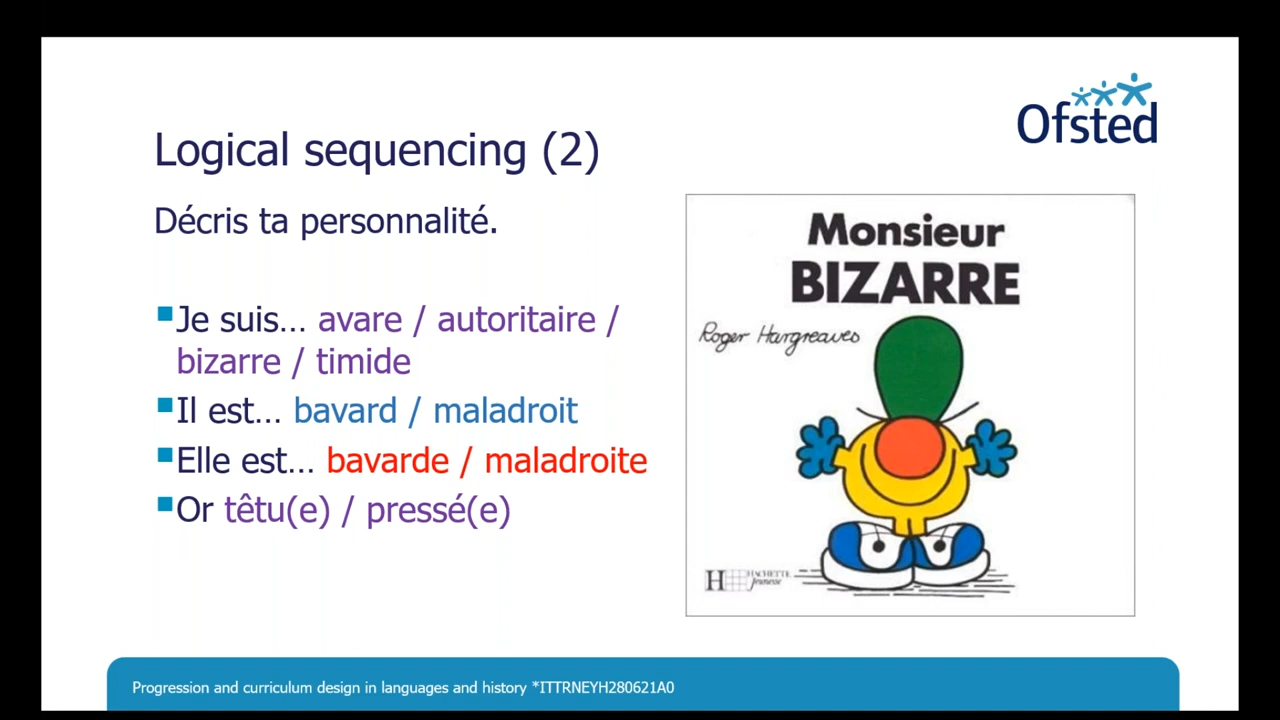 Ofsted
Logical sequencing (2)
Décris ta personnalité.
▪Je suis… avare / autoritaire /
bizarre / timide
▪Il est… bavard / maladroit
▪Elle est… bavarde / maladroite
▪Or têtu(e) / pressé(e)
Monsieur
BIZARRE
Roger Hargreaves
H HACHETTE
Jeunesse
Progression and curriculum design in languages and history *ITTRNEYH280621A0